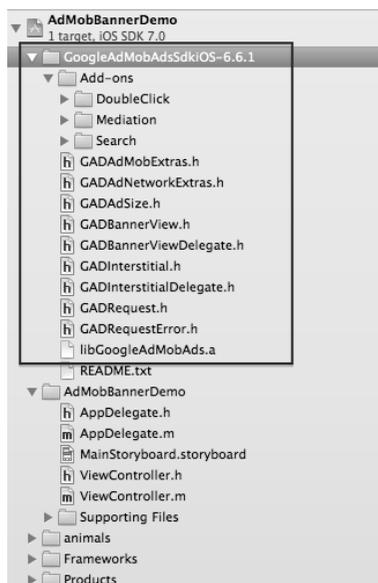 AdMobBannerDemo
1 target, iOS SDK 7.0
GoogleAdMobAdsSdkiOS-6.6.1
Add-ons
DoubleClick
Mediation
Search
h GADAdMobExtras.h
h GADAdNetworkExtras.h
h GADAdSize.h
h GADBannerView.h
h GADBannerViewDelegate.h
h GADInterstitial.h
h GADInterstitialDelegate.h
h GADRequest.h
h GADRequestError.h
libGoogleAdMobAds.a
README.txt
AdMobBannerDemo
h AppDelegate.h
m AppDelegate.m
MainStoryboard.storyboard
h ViewController.h
m ViewController.m
Supporting Files
animals
Frameworks
Products